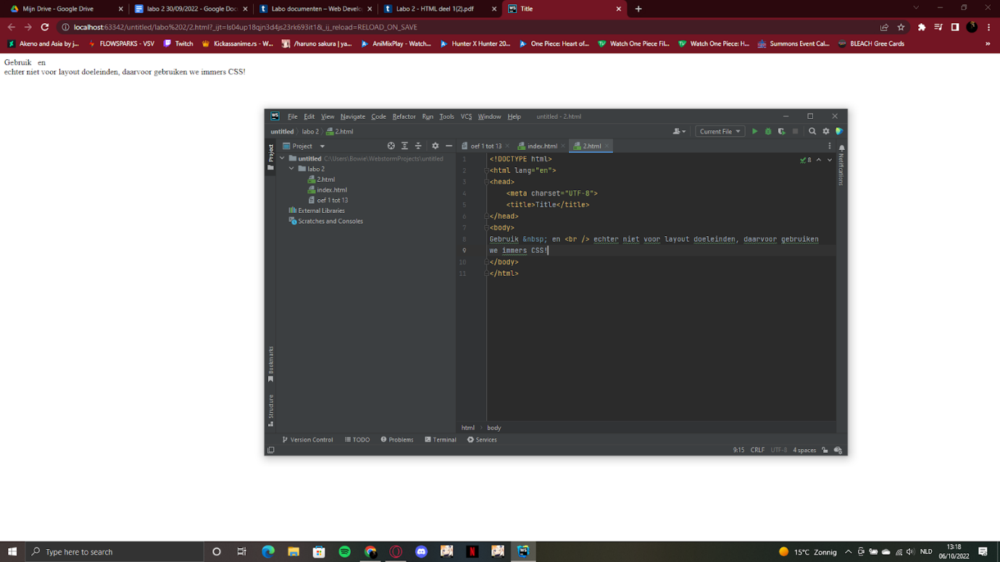 Mijn Drive - Google Drive
labo 2 30/09/2022 - Google Doc
Labo documenten – Web Develo
Labo 2 - HTML deel 1(2).pdf
Title
localhost:63342/untitled/labo%202/2.html?_ijt=ls04up18qjn3d4js23rk693it1&_ij_reload=RELOAD_ON_SAVE
Akeno and Asia by j...
FLOWSPARKS - VSV
Twitch
Kickassanime.rs - W...
/haruno sakura | ya...
AniMixPlay - Watch...
Hunter X Hunter 20...
One Piece: Heart of...
Watch One Piece Fil...
Watch One Piece: H...
Summons Event Cal...
BLEACH Gree Cards
»
Gebruik   en
echter niet voor layout doeleinden, daarvoor gebruiken we immers CSS!
WS File Edit View Navigate Code Refactor Run Tools VCS Window Help untitled - 2.html
untitled labo 2 2.html
Current File
Project
Project
oef 1 tot 13
index.html
2.html
untitled C:\Users\Bowie\WebstormProjects\untitled
labo 2
2.html
index.html
oef 1 tot 13
External Libraries
Scratches and Consoles
Bookmarks
Structure
Notifications
8
1 <!DOCTYPE html>
2 <html lang="en">
3 <head>
4 <meta charset="UTF-8">
5 <title>Title</title>
6 </head>
7 <body>
8 Gebruik &nbsp; en <br /> echter niet voor layout doeleinden, daarvoor gebruiken
9 we immers CSS!
10 </body>
11 </html>
html body
Version Control TODO Problems Terminal Services
9:15 CRLF UTF-8 4 spaces
Type here to search
15°C Zonnig
NLD
13:18
06/10/2022